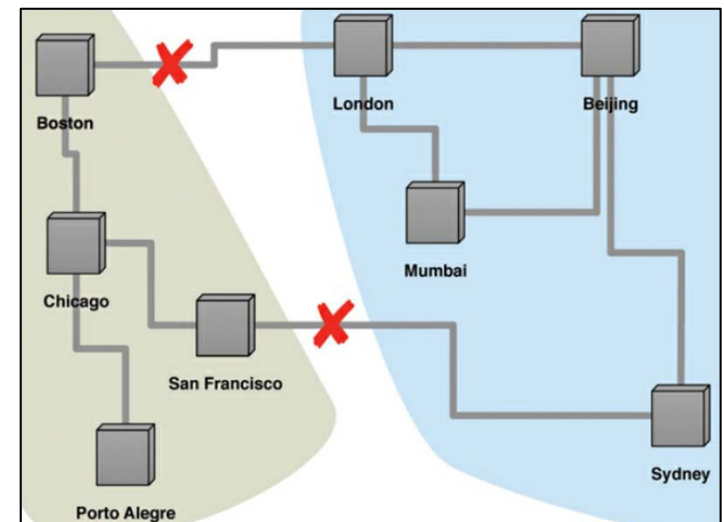 Boston
London
Beijing
Mumbai
Chicago
San Francisco
Porto Alegre
Sydney